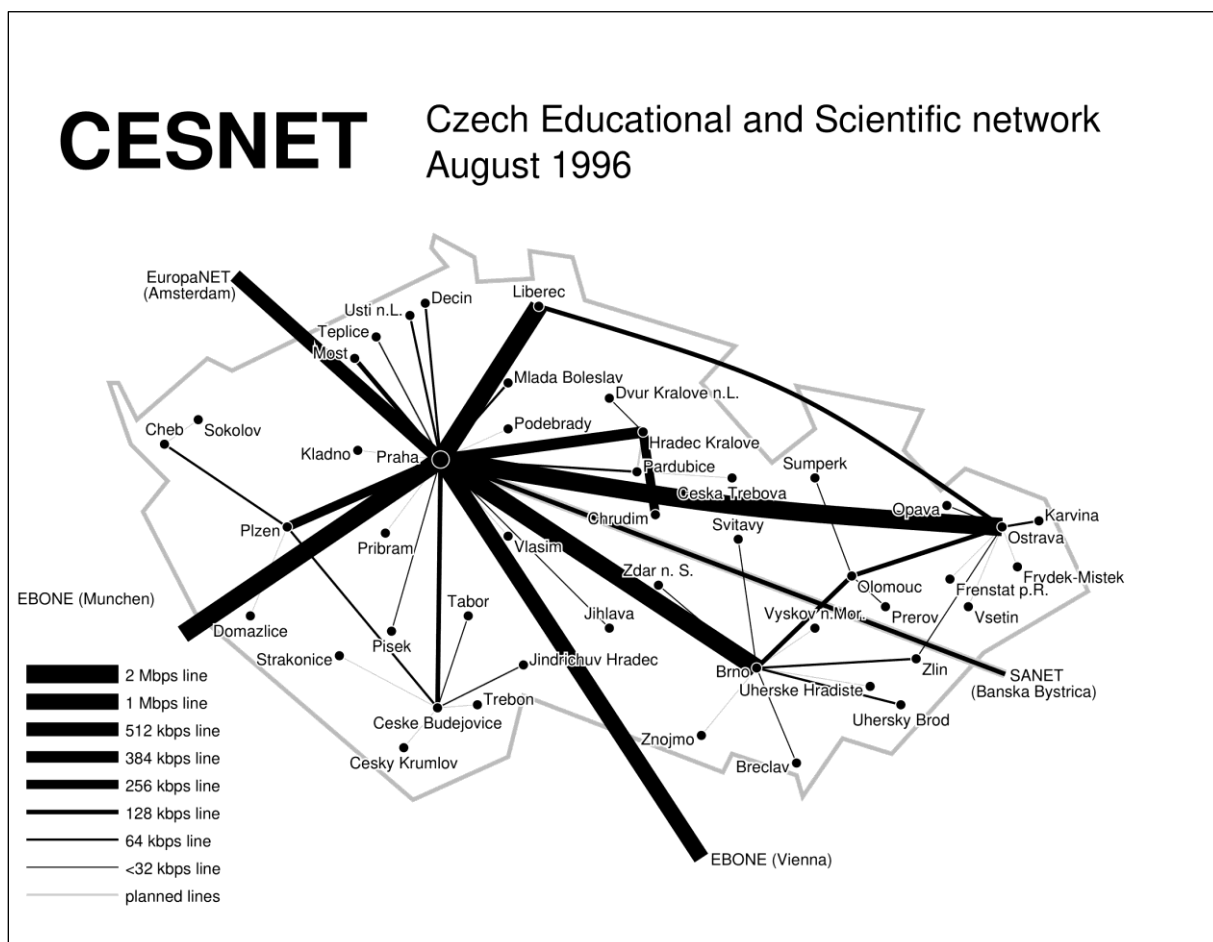 CESNET
Czech Educational and Scientific network
August 1996
EuropaNET
(Amsterdam)
Liberec
Decin
Usti n.L.
Teplice
Most
Mlada Boleslav
Dvur Kralove n.L.
Cheb
Sokolov
Podebrady
Hradec Kralove
Kladno
Praha
Pardubice
Sumperk
Ceska Trebova
Opava
Karvina
Chrudim
Svitavy
Ostrava
Plzen
Pribram
Vlasim
Zdar n. S.
Olomouc
Frydek-Mistek
Frenstat p.R.
EBONE (Munchen)
Tabor
Jihlava
Vyskov n.Mor.
Prerov
Vsetin
Domazlice
Pisek
Strakonice
Jindrichuv Hradec
Brno
Zlin
SANET
(Banska Bystrica)
Uherske Hradiste
Trebon
Ceske Budejovice
Uhersky Brod
Znojmo
Cesky Krumlov
Breclav
EBONE (Vienna)
2 Mbps line
1 Mbps line
512 kbps line
384 kbps line
256 kbps line
128 kbps line
64 kbps line
<32 kbps line
planned lines